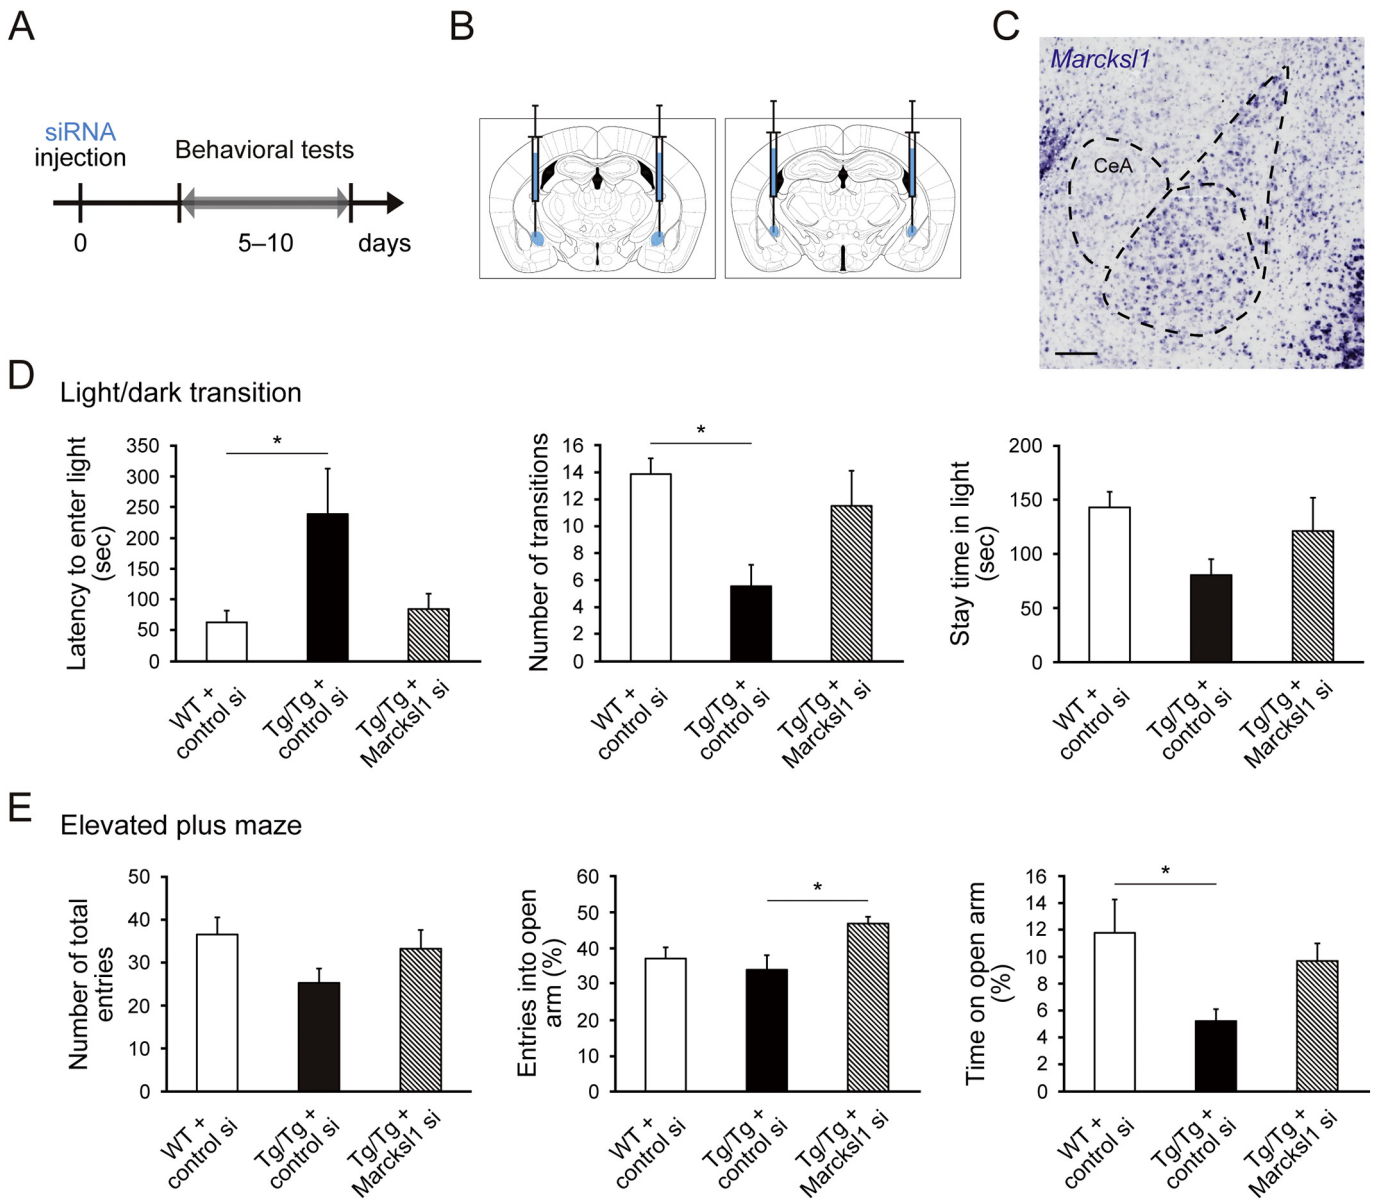 A
siRNA
injection
Behavioral tests
0
5–10
days
B
C
Marcksl1
CeA
D
Light/dark transition
Latency to enter light
(sec)
350
300
250
200
150
100
50
0
*
WT +
control si
Tg/Tg +
control si
Tg/Tg +
Marcksl1 si
Number of transitions
16
14
12
10
8
6
4
2
0
*
WT +
control si
Tg/Tg +
control si
Tg/Tg +
Marcksl1 si
Stay time in light
(sec)
200
150
100
50
0
WT +
control si
Tg/Tg +
control si
Tg/Tg +
Marcksl1 si
E
Elevated plus maze
Number of total
entries
50
40
30
20
10
0
WT +
control si
Tg/Tg +
control si
Tg/Tg +
Marcksl1 si
Entries into open
arm (%)
60
50
40
30
20
10
0
*
WT +
control si
Tg/Tg +
control si
Tg/Tg +
Marcksl1 si
Time on open arm
(%)
16
14
12
10
8
6
4
2
0
*
WT +
control si
Tg/Tg +
control si
Tg/Tg +
Marcksl1 si